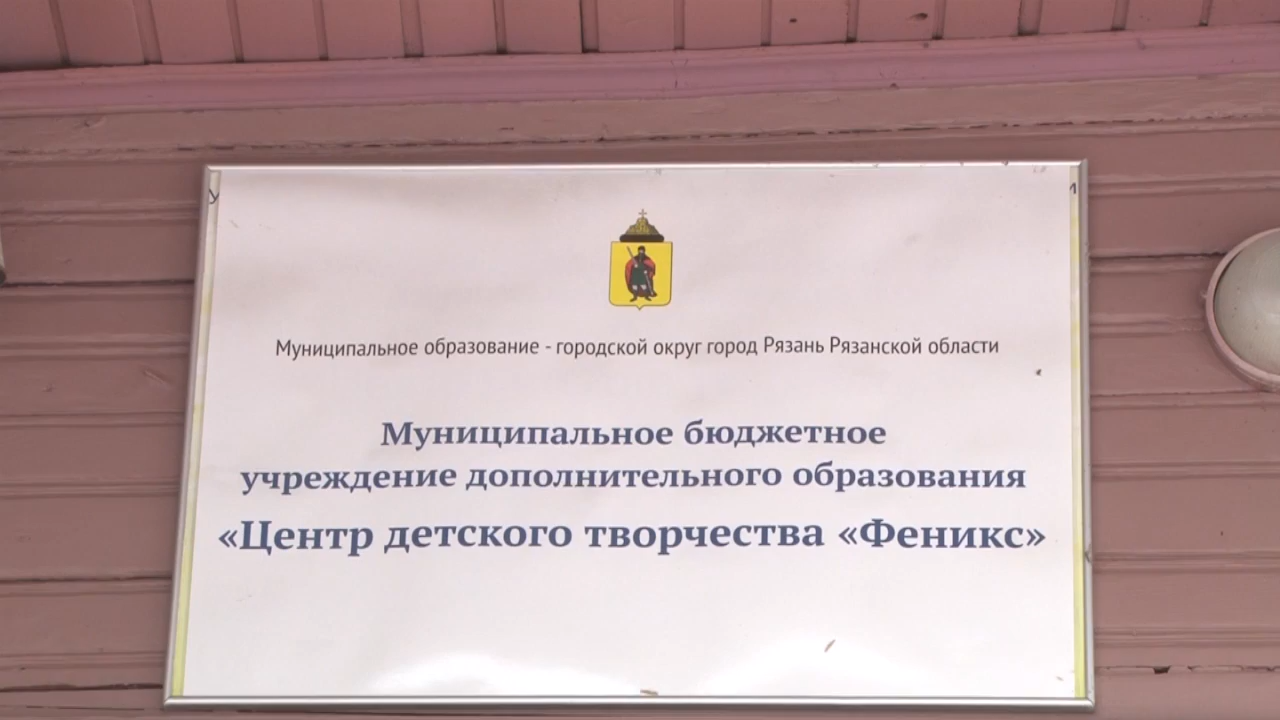 Муниципальное образование - городской округ город Рязань Рязанской области
Муниципальное бюджетное
учреждение дополнительного образования
«Центр детского творчества «Феникс»